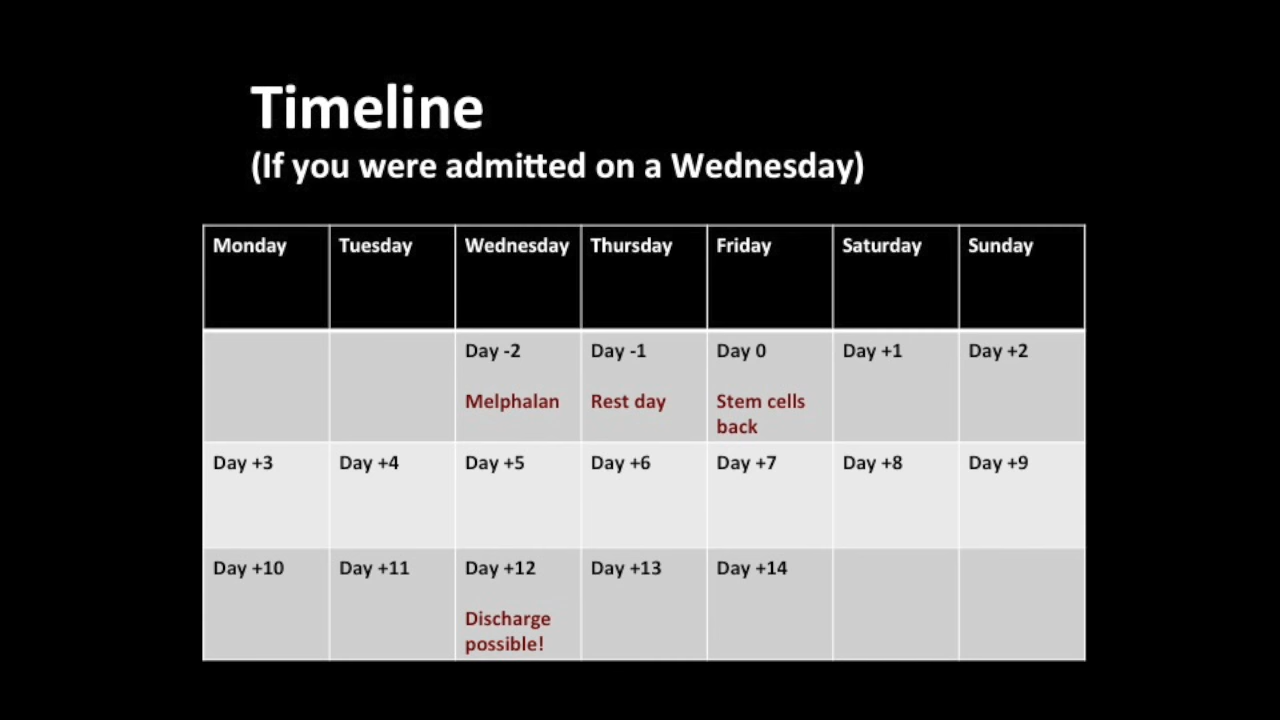 Timeline
(If you were admitted on a Wednesday)
Monday Tuesday Wednesday Thursday Friday Saturday Sunday
Day -2 Day -1 Day 0 Day +1 Day +2
Melphalan Rest day Stem cells
back
Day +3 Day +4 Day +5 Day +6 Day +7 Day +8 Day +9
Day +10 Day +11 Day +12 Day +13 Day +14
Discharge
possible!